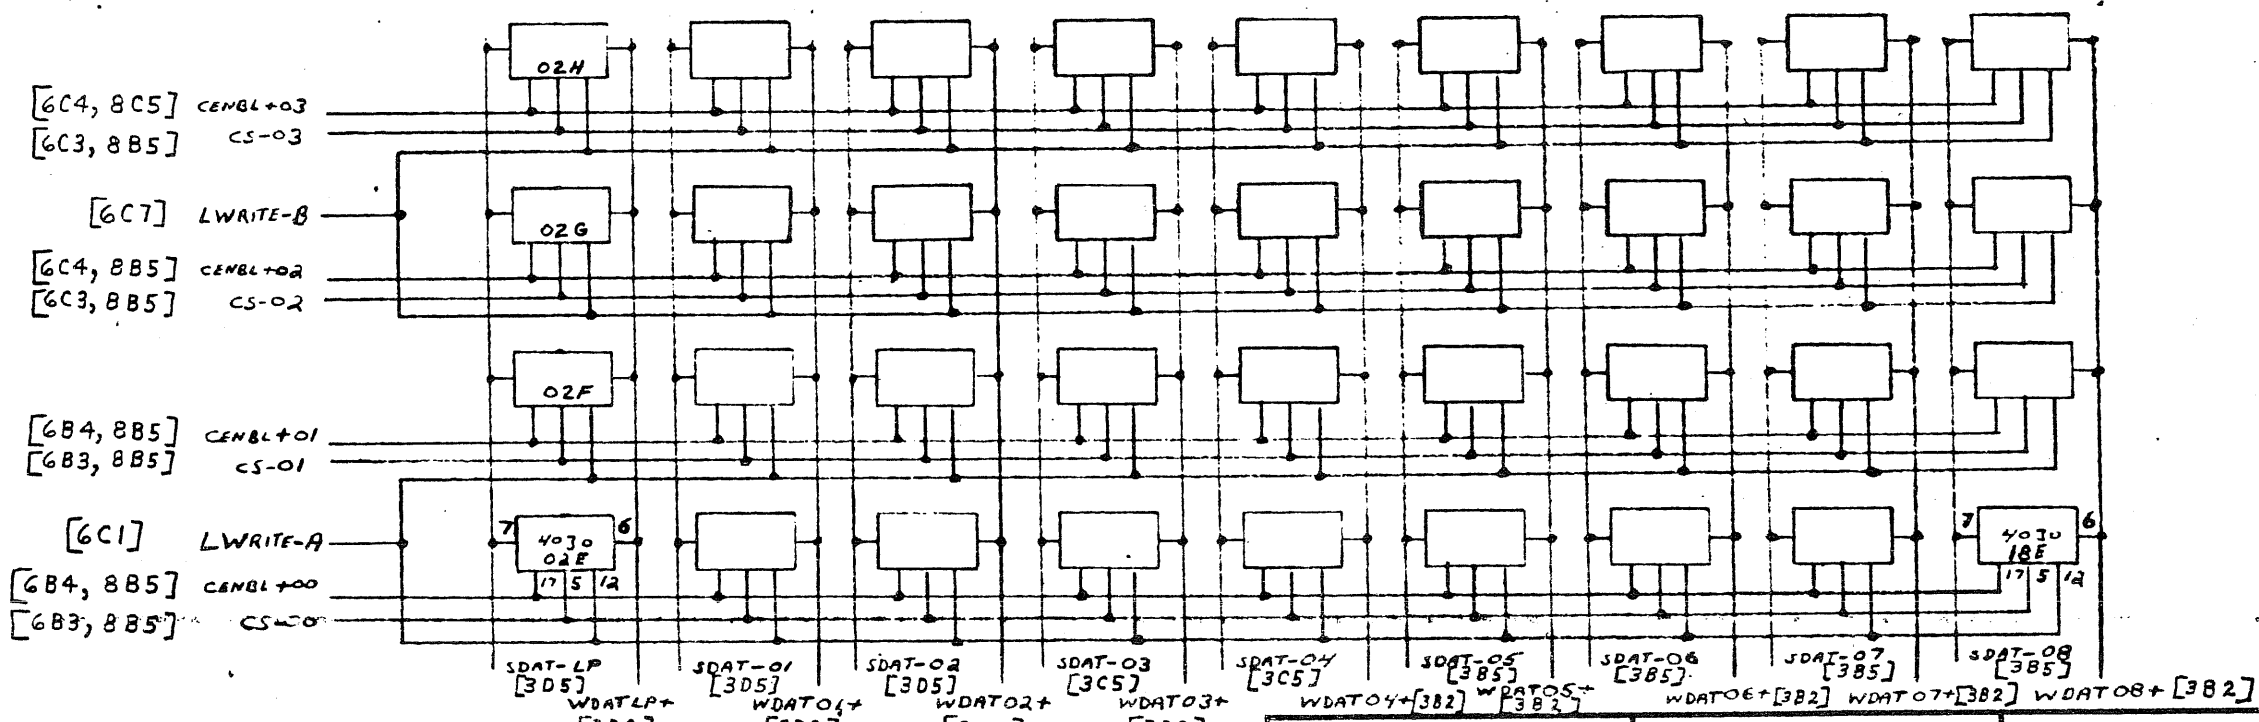 02H
[6C4, 8C5] CENBL+03
[6C3, 8B5] CS-03
[6C7] LWRITE-B
02G
[6C4, 8B5] CENBL+02
[6C3, 8B5] CS-02
02F
[6B4, 8B5] CENBL+01
[6B3, 8B5] CS-01
[6C1] LWRITE-A
7 4030 6
02E
17 5 12
7 4030 6
18E
17 5 12
[6B4, 8B5] CENBL+00
[6B3, 8B5]
SDAT-LP SDAT-01 SDAT-02 SDAT-03 SDAT-04 SDAT-05 SDAT-06 SDAT-07 SDAT-08
[3D5] [3D5] [3D5] [3C5] [3C5] [3B5] [3B5] [3B5] [3B5]
WDATLP+ WDAT01+ WDAT02+ WDAT03+ WDAT04+[3B2] WDAT05+ [3B2] WDAT06+[3B2] WDAT07+[3B2] WDAT08+[3B2]